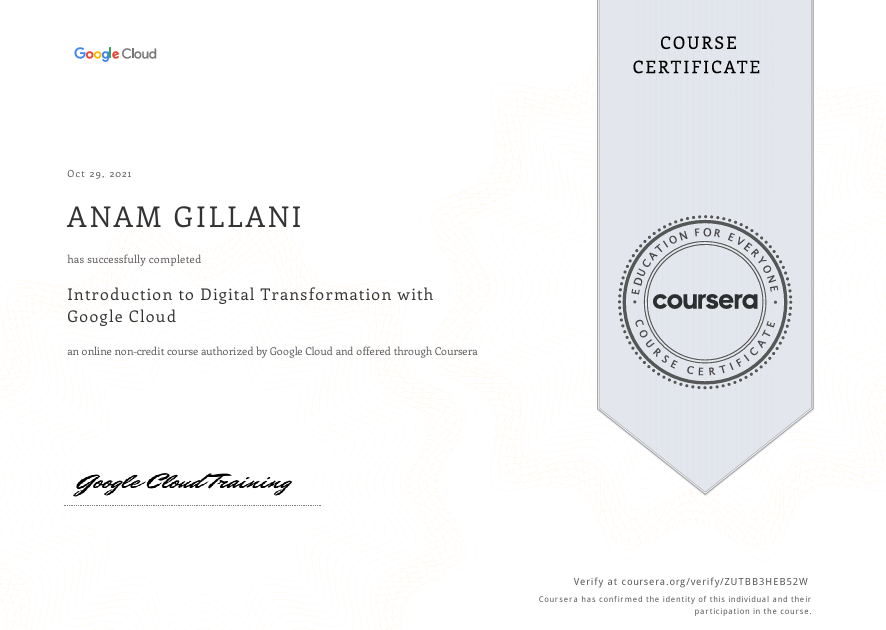 Google Cloud
COURSE
CERTIFICATE
Oct 29, 2021
ANAM GILLANI
has successfully completed
Introduction to Digital Transformation with
Google Cloud
an online non-credit course authorized by Google Cloud and offered through Coursera
EDUCATION FOR EVERYONE
coursera
COURSE CERTIFICATE
Google Cloud Training
Verify at coursera.org/verify/ZUTBB3HEB52W
Coursera has confirmed the identity of this individual and their
participation in the course.